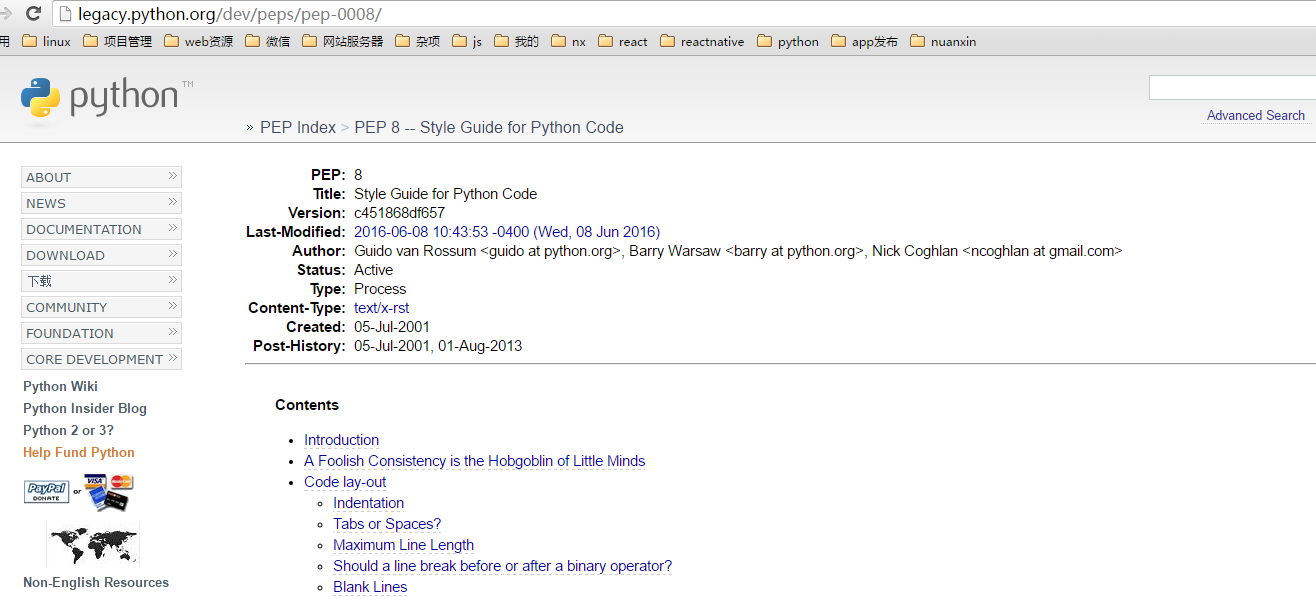 legacy.python.org/dev/peps/pep-0008/
用 linux 项目管理 web资源 微信 网站服务器 杂项 js 我的 nx react reactnative python app发布 nuanxin
python™
Advanced Search
» PEP Index > PEP 8 -- Style Guide for Python Code
ABOUT »
NEWS »
DOCUMENTATION »
DOWNLOAD »
下载 »
COMMUNITY »
FOUNDATION »
CORE DEVELOPMENT »
Python Wiki
Python Insider Blog
Python 2 or 3?
Help Fund Python
PayPal DONATE or VISA MasterCard
Non-English Resources
PEP: 8
Title: Style Guide for Python Code
Version: c451868df657
Last-Modified: 2016-06-08 10:43:53 -0400 (Wed, 08 Jun 2016)
Author: Guido van Rossum <guido at python.org>, Barry Warsaw <barry at python.org>, Nick Coghlan <ncoghlan at gmail.com>
Status: Active
Type: Process
Content-Type: text/x-rst
Created: 05-Jul-2001
Post-History: 05-Jul-2001, 01-Aug-2013
Contents
• Introduction
• A Foolish Consistency is the Hobgoblin of Little Minds
• Code lay-out
◦ Indentation
◦ Tabs or Spaces?
◦ Maximum Line Length
◦ Should a line break before or after a binary operator?
◦ Blank Lines